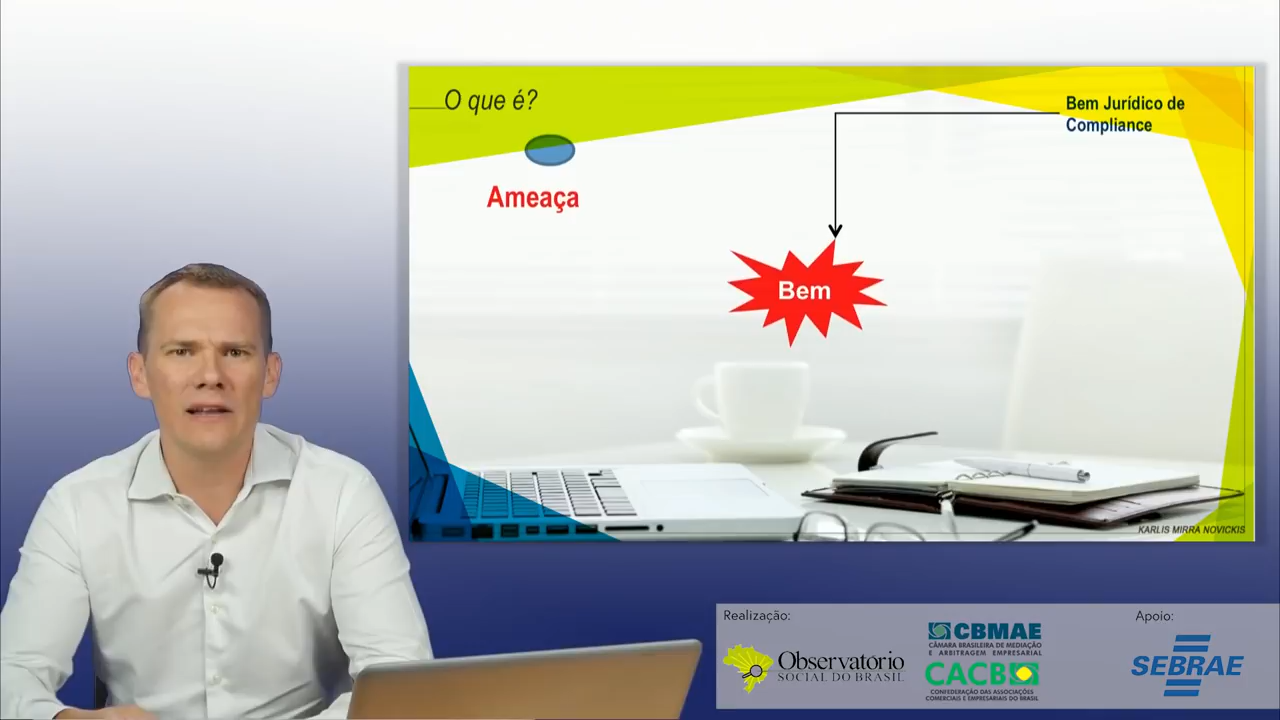 O que é?
Bem Jurídico de
Compliance
Ameaça
Bem
KARLIS MIRRA NOVICKIS
Realização:
Apoio:
Observatório
SOCIAL DO BRASIL
CBMAE
CÂMARA BRASILEIRA DE MEDIAÇÃO
E ARBITRAGEM EMPRESARIAL
CACB
CONFEDERAÇÃO DAS ASSOCIAÇÕES
COMERCIAIS E EMPRESARIAIS DO BRASIL
SEBRAE